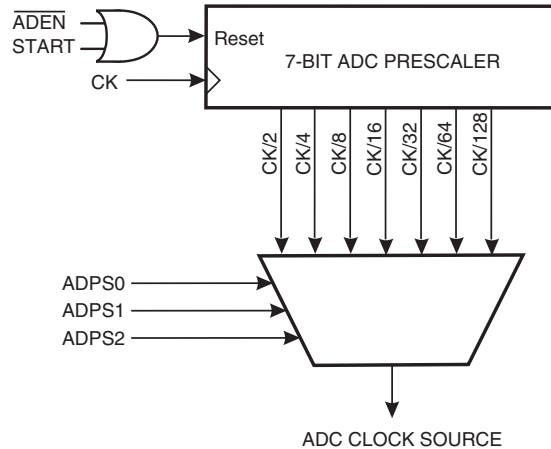 ADEN
START
Reset
7-BIT ADC PRESCALER
CK
CK/2
CK/4
CK/8
CK/16
CK/32
CK/64
CK/128
ADPS0
ADPS1
ADPS2
ADC CLOCK SOURCE